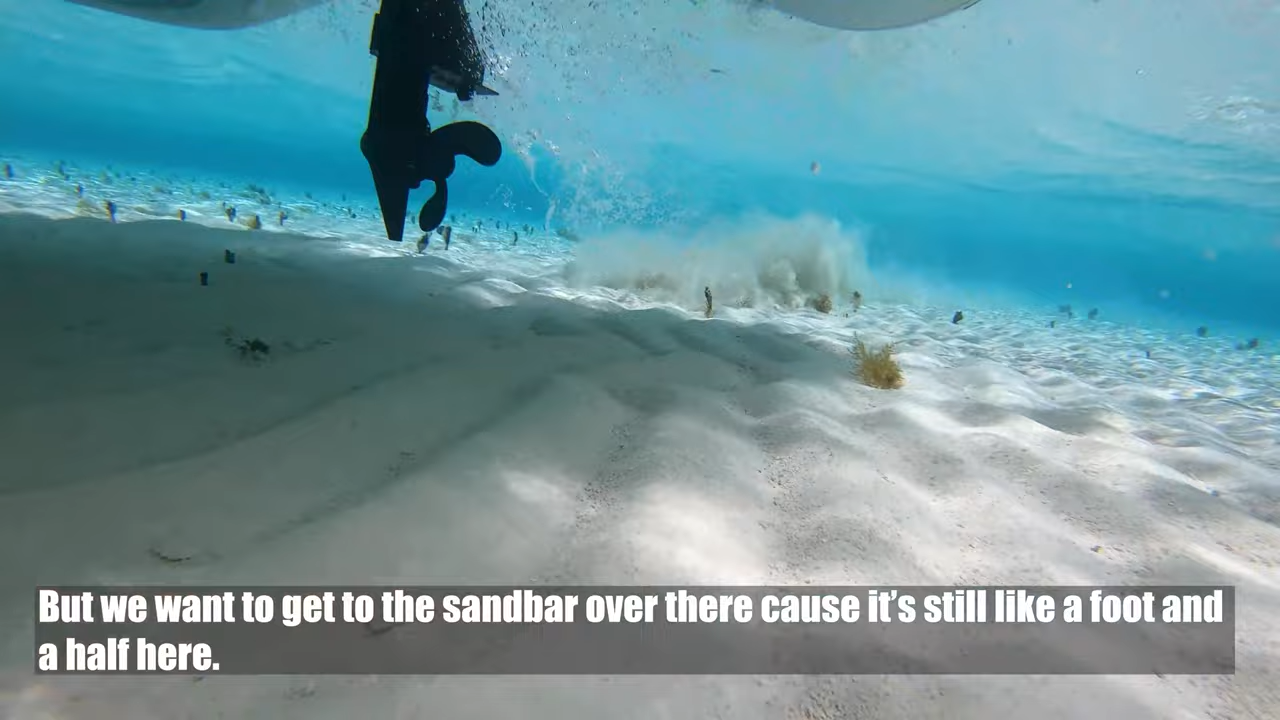 But we want to get to the sandbar over there cause it’s still like a foot and
a half here.